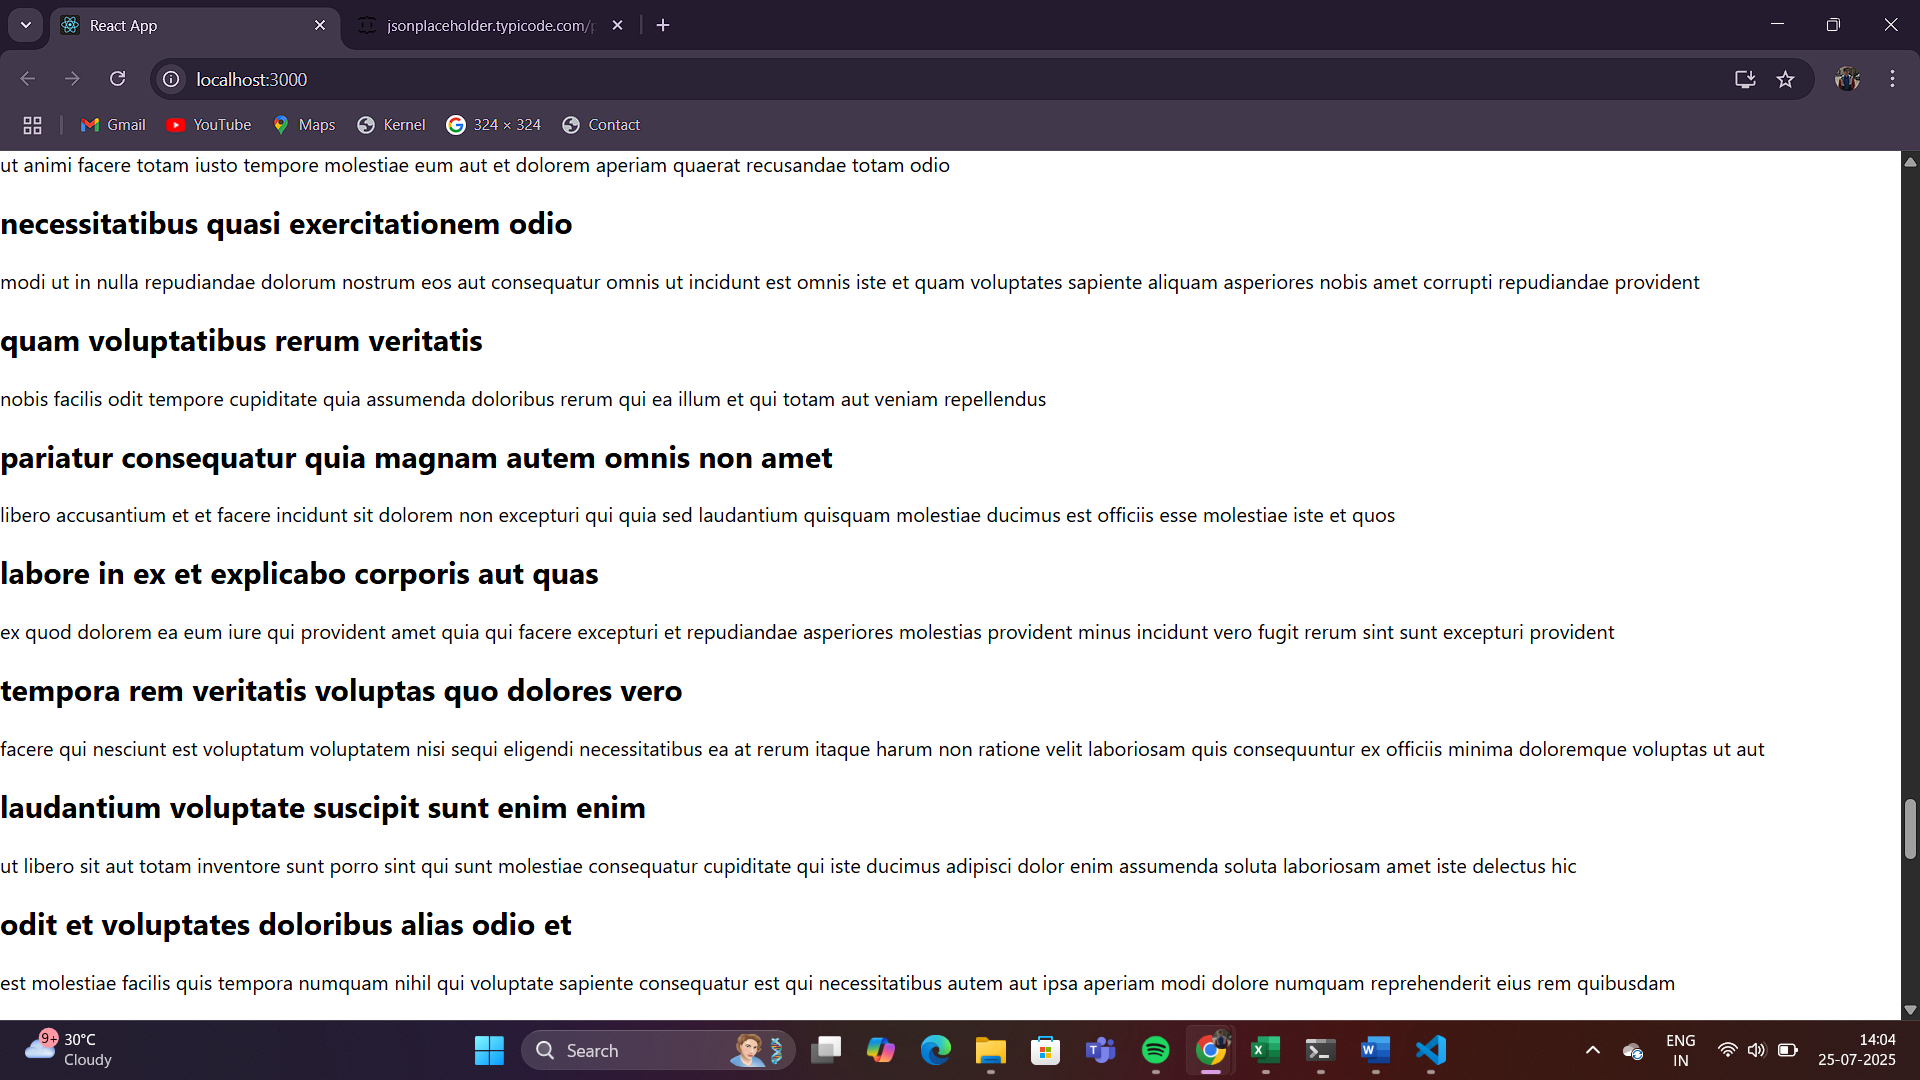 React App
jsonplaceholder.typicode.com/p
localhost:3000
Gmail
YouTube
Maps
Kernel
324 × 324
Contact
ut animi facere totam iusto tempore molestiae eum aut et dolorem aperiam quaerat recusandae totam odio
necessitatibus quasi exercitationem odio
modi ut in nulla repudiandae dolorum nostrum eos aut consequatur omnis ut incidunt est omnis iste et quam voluptates sapiente aliquam asperiores nobis amet corrupti repudiandae provident
quam voluptatibus rerum veritatis
nobis facilis odit tempore cupiditate quia assumenda doloribus rerum qui ea illum et qui totam aut veniam repellendus
pariatur consequatur quia magnam autem omnis non amet
libero accusantium et et facere incidunt sit dolorem non excepturi qui quia sed laudantium quisquam molestiae ducimus est officiis esse molestiae iste et quos
labore in ex et explicabo corporis aut quas
ex quod dolorem ea eum iure qui provident amet quia qui facere excepturi et repudiandae asperiores molestias provident minus incidunt vero fugit rerum sint sunt excepturi provident
tempora rem veritatis voluptas quo dolores vero
facere qui nesciunt est voluptatum voluptatem nisi sequi eligendi necessitatibus ea at rerum itaque harum non ratione velit laboriosam quis consequuntur ex officiis minima doloremque voluptas ut aut
laudantium voluptate suscipit sunt enim enim
ut libero sit aut totam inventore sunt porro sint qui sunt molestiae consequatur cupiditate qui iste ducimus adipisci dolor enim assumenda soluta laboriosam amet iste delectus hic
odit et voluptates doloribus alias odio et
est molestiae facilis quis tempora numquam nihil qui voluptate sapiente consequatur est qui necessitatibus autem aut ipsa aperiam modi dolore numquam reprehenderit eius rem quibusdam
9+
30°C
Cloudy
Search
ENG
IN
14:04
25-07-2025